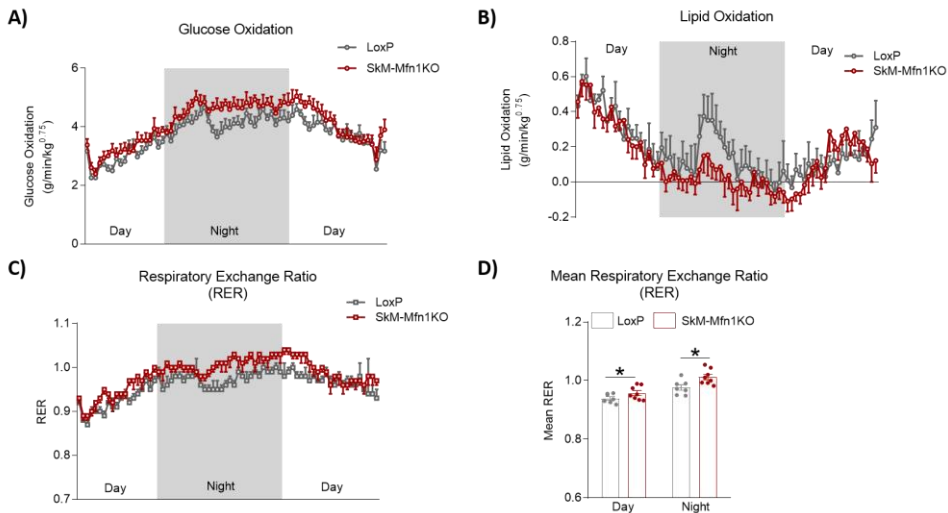 A)
Glucose Oxidation
LoxP
SkM-Mfn1KO
Glucose Oxidation
(g/min/kg^0.75)
6
4
2
0
Day
Night
Day
B)
Lipid Oxidation
Day
Night
Day
LoxP
SkM-Mfn1KO
Lipid Oxidation
(g/min/kg^0.75)
0.8
0.6
0.4
0.2
0.0
-0.2
C)
Respiratory Exchange Ratio
(RER)
LoxP
SkM-Mfn1KO
RER
1.1
1.0
0.9
0.8
0.7
Day
Night
Day
D)
Mean Respiratory Exchange Ratio
(RER)
LoxP
SkM-Mfn1KO
Mean RER
1.2
1.0
0.8
0.6
*
*
Day
Night